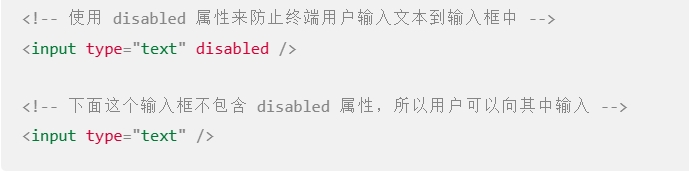 <!-- 使用 disabled 属性来防止终端用户输入文本到输入框中 -->
<input type="text" disabled />
<!-- 下面这个输入框不包含 disabled 属性，所以用户可以向其中输入 -->
<input type="text" />